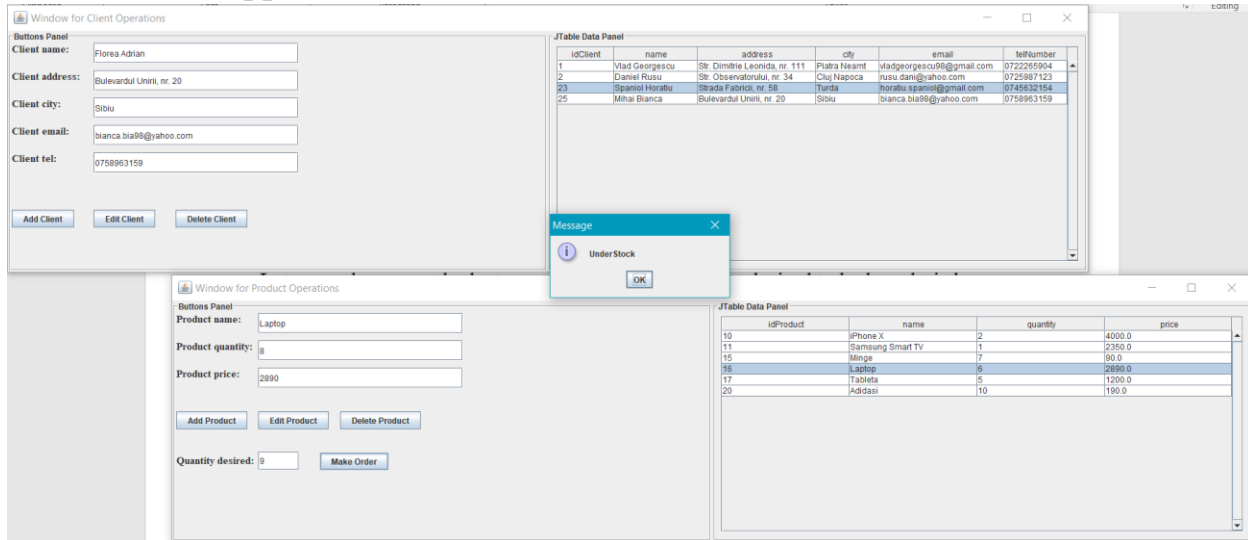 Editing
Window for Client Operations
Buttons Panel
Client name: Florea Adrian
Client address: Bulevardul Unirii, nr. 20
Client city: Sibiu
Client email: bianca.bia98@yahoo.com
Client tel: 0758963159
Add Client Edit Client Delete Client
JTable Data Panel
idClient name address city email telNumber
1 Vlad Georgescu Str. Dimitrie Leonida, nr. 111 Piatra Neamt vladgeorgescu98@gmail.com 0722265904
2 Daniel Rusu Str. Observatorului, nr. 34 Cluj Napoca rusu.dani@yahoo.com 0725987123
23 Spaniol Horatiu Strada Fabricii, nr. 58 Turda horatiu.spaniol@gmail.com 0745632154
25 Mihai Bianca Bulevardul Unirii, nr. 20 Sibiu bianca.bia98@yahoo.com 0758963159
Message
UnderStock
OK
Window for Product Operations
Buttons Panel
Product name: Laptop
Product quantity: 8
Product price: 2890
Add Product Edit Product Delete Product
Quantity desired: 9 Make Order
JTable Data Panel
idProduct name quantity price
10 iPhone X 2 4000.0
11 Samsung Smart TV 1 2350.0
15 Minge 7 90.0
16 Laptop 6 2890.0
17 Tableta 5 1200.0
20 Adidasi 10 190.0